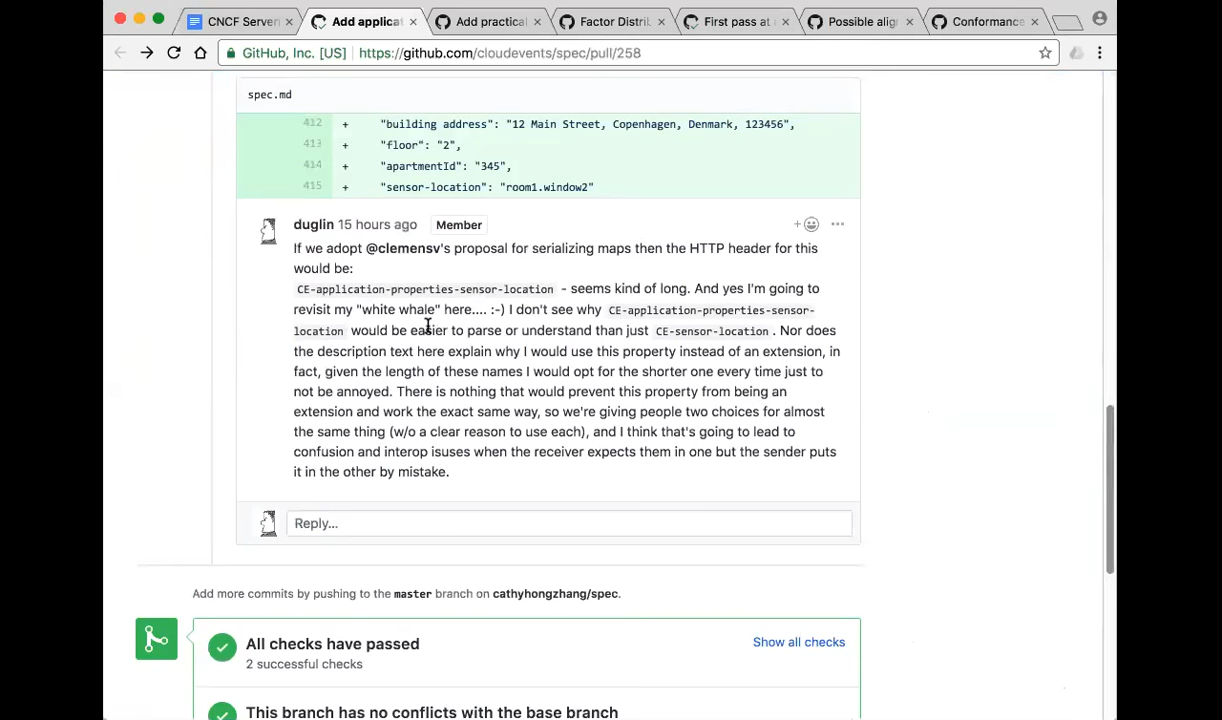 CNCF Server
Add applicat
Add practical
Factor Distrib
First pass at
Possible alig
Conformance
GitHub, Inc. [US]
https://github.com/cloudevents/spec/pull/258
spec.md
412 + "building address": "12 Main Street, Copenhagen, Denmark, 123456",
413 + "floor": "2",
414 + "apartmentId": "345",
415 + "sensor-location": "room1.window2"
duglin 15 hours ago Member
If we adopt @clemensv's proposal for serializing maps then the HTTP header for this
would be:
CE-application-properties-sensor-location - seems kind of long. And yes I'm going to
revisit my "white whale" here.... :-) I don't see why CE-application-properties-sensor-
location would be easier to parse or understand than just CE-sensor-location. Nor does
the description text here explain why I would use this property instead of an extension, in
fact, given the length of these names I would opt for the shorter one every time just to
not be annoyed. There is nothing that would prevent this property from being an
extension and work the exact same way, so we're giving people two choices for almost
the same thing (w/o a clear reason to use each), and I think that's going to lead to
confusion and interop isuses when the receiver expects them in one but the sender puts
it in the other by mistake.
Reply...
Add more commits by pushing to the master branch on cathyhongzhang/spec.
All checks have passed
Show all checks
2 successful checks
This branch has no conflicts with the base branch